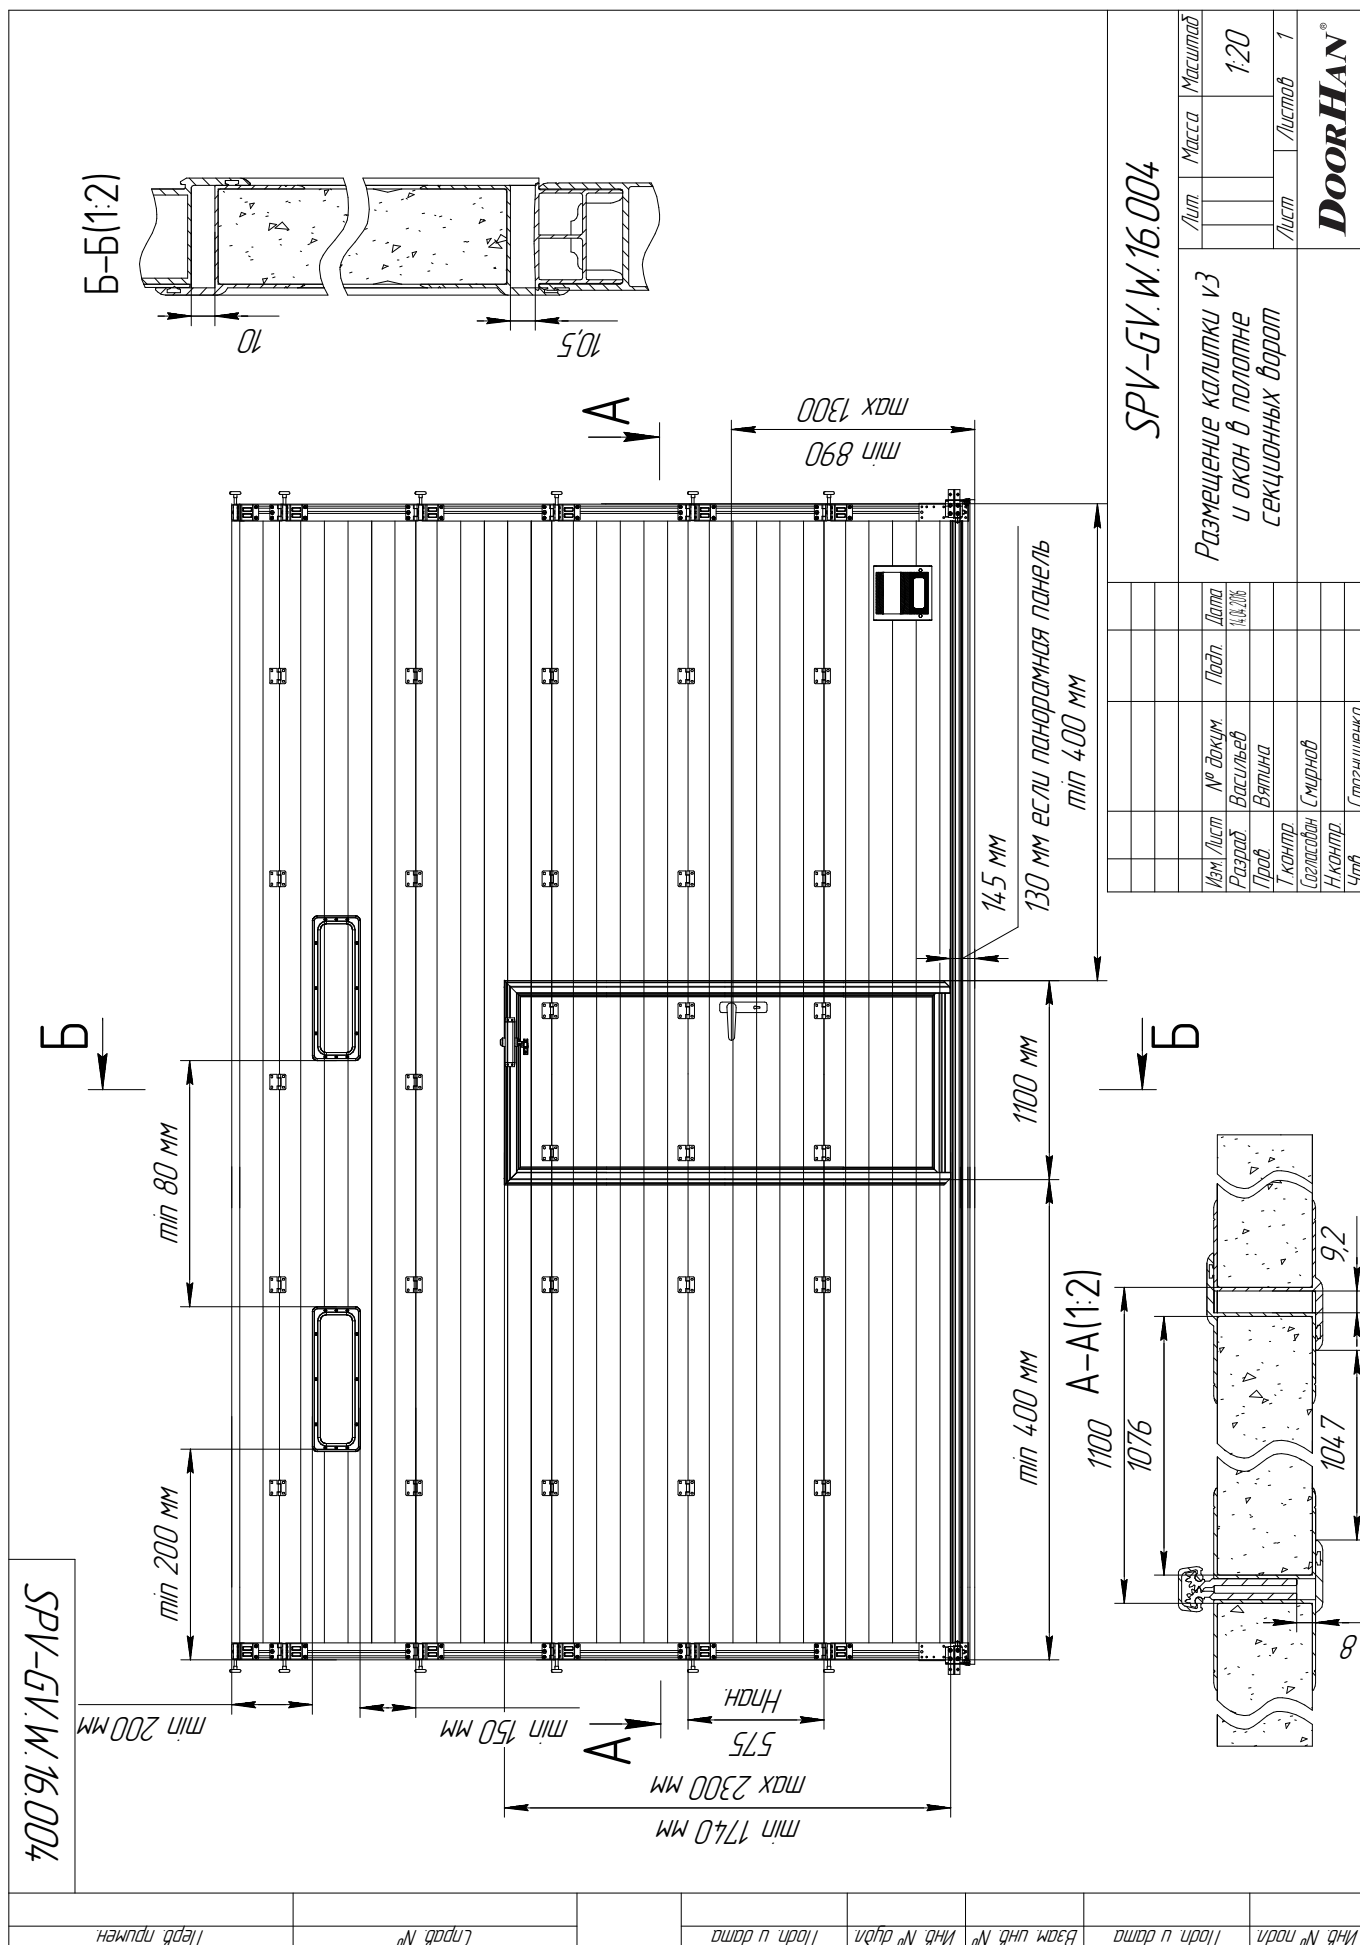 SPV-GV.W.16.004
Перв. примен.
Справ. №
Подп. и дата
Инв. № дубл.
Взам. инв. №
Подп. и дата
Инв. № подл.
Б
Б
Б-Б(1:2)
10
10,5
А
А
min 200 мм
min 80 мм
min 200 мм
min 150 мм
Нпан.
575
max 2300 мм
min 1740 мм
max 1300
min 890
145 мм
130 мм если панорамная панель
min 400 мм
1100 мм
min 400 мм
А-А(1:2)
1100
1076
1047
9,2
8
SPV-GV.W.16.004
Размещение калитки v3
и окон в полотне
секционных ворот
Лит. Масса Масштаб
1:20
Лист Листов 1
Изм. Лист № докум. Подп. Дата
Разраб. Васильев 14.04.2016
Пров. Вятина
Т.контр.
Согласован Смирнов
Н.контр.
Утв.
DOORHAN®